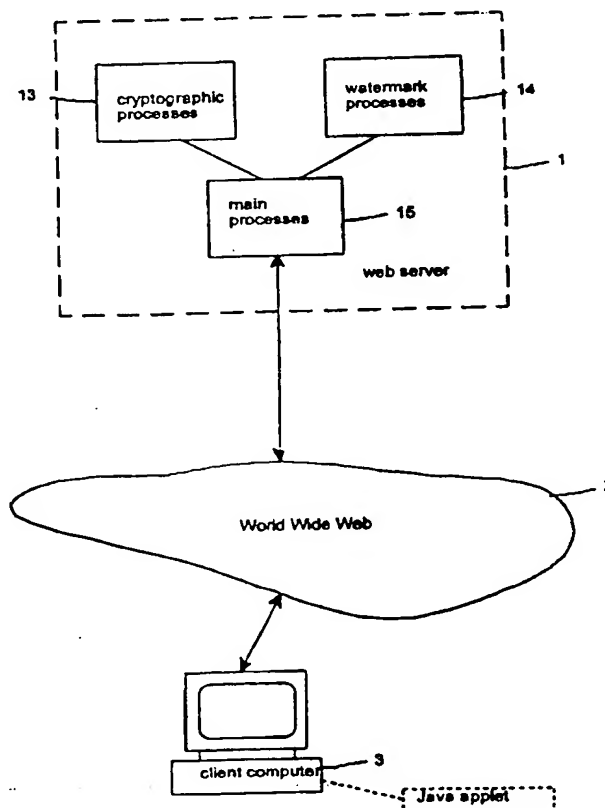 13
cryptographic
processes
watermark
processes
14
1
main
processes
15
web server
World Wide Web
client computer
3
Java applet